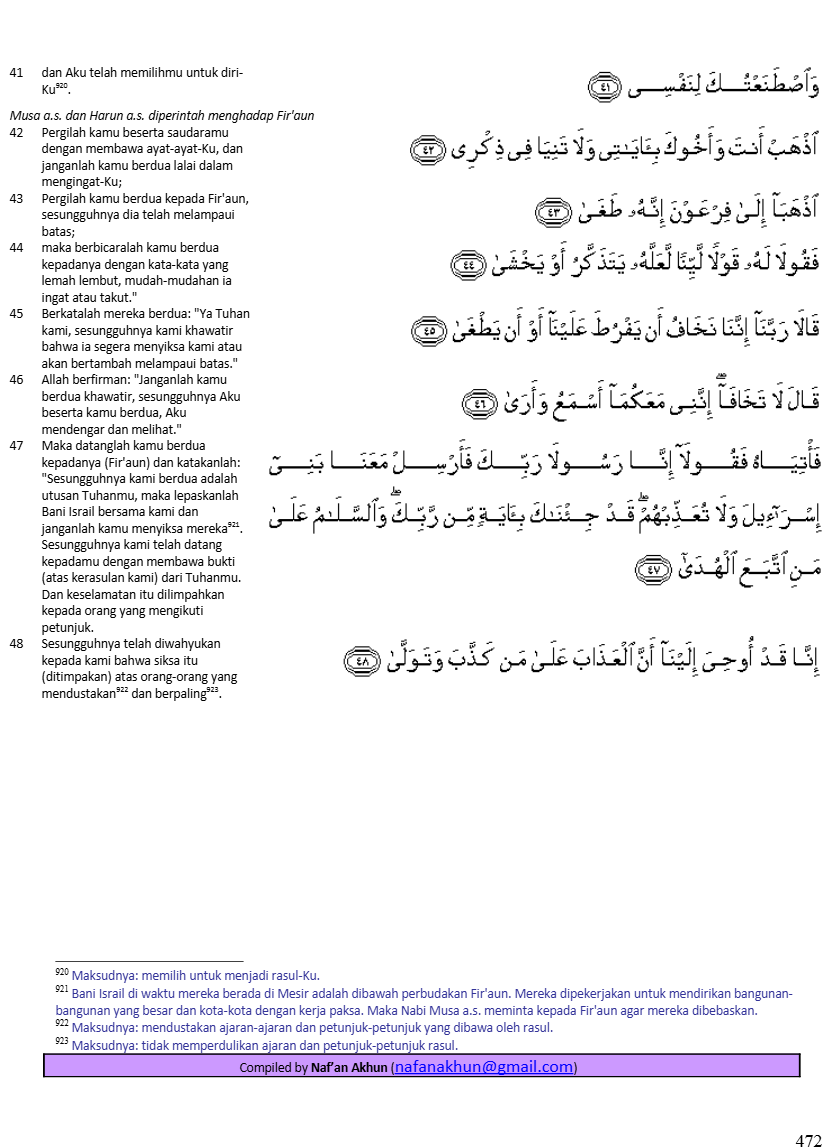 41 dan Aku telah memilihmu untuk diri-
Ku920.
وَٱصْطَنَعْتُكَ لِنَفْسِى ٤١
Musa a.s. dan Harun a.s. diperintah menghadap Fir'aun
42 Pergilah kamu beserta saudaramu
dengan membawa ayat-ayat-Ku, dan
janganlah kamu berdua lalai dalam
mengingat-Ku;
ٱذْهَبْ أَنتَ وَأَخُوكَ بِـَٔايَـٰتِى وَلَا تَنِيَا فِى ذِكْرِى ٤٢
43 Pergilah kamu berdua kepada Fir'aun,
sesungguhnya dia telah melampaui
batas;
ٱذْهَبَآ إِلَىٰ فِرْعَوْنَ إِنَّهُۥ طَغَىٰ ٤٣
44 maka berbicaralah kamu berdua
kepadanya dengan kata-kata yang
lemah lembut, mudah-mudahan ia
ingat atau takut."
فَقُولَا لَهُۥ قَوْلًا لَّيِّنًا لَّعَلَّهُۥ يَتَذَكَّرُ أَوْ يَخْشَىٰ ٤٤
45 Berkatalah mereka berdua: "Ya Tuhan
kami, sesungguhnya kami khawatir
bahwa ia segera menyiksa kami atau
akan bertambah melampaui batas."
قَالَا رَبَّنَآ إِنَّنَا نَخَافُ أَن يَفْرُطَ عَلَيْنَآ أَوْ أَن يَطْغَىٰ ٤٥
46 Allah berfirman: "Janganlah kamu
berdua khawatir, sesungguhnya Aku
beserta kamu berdua, Aku
mendengar dan melihat."
قَالَ لَا تَخَافَآ ۖ إِنَّنِى مَعَكُمَآ أَسْمَعُ وَأَرَىٰ ٤٦
47 Maka datanglah kamu berdua
kepadanya (Fir'aun) dan katakanlah:
"Sesungguhnya kami berdua adalah
utusan Tuhanmu, maka lepaskanlah
Bani Israil bersama kami dan
janganlah kamu menyiksa mereka921.
Sesungguhnya kami telah datang
kepadamu dengan membawa bukti
(atas kerasulan kami) dari Tuhanmu.
Dan keselamatan itu dilimpahkan
kepada orang yang mengikuti
petunjuk.
فَأْتِيَاهُ فَقُولَآ إِنَّا رَسُولَا رَبِّكَ فَأَرْسِلْ مَعَنَا بَنِىٓ
إِسْرَٰٓءِيلَ وَلَا تُعَذِّبْهُمْ ۖ قَدْ جِئْنَـٰكَ بِـَٔايَةٍ مِّن رَّبِّكَ ۖ وَٱلسَّلَـٰمُ عَلَىٰ
مَنِ ٱتَّبَعَ ٱلْهُدَىٰٓ ٤٧
48 Sesungguhnya telah diwahyukan
kepada kami bahwa siksa itu
(ditimpakan) atas orang-orang yang
mendustakan922 dan berpaling923.
إِنَّا قَدْ أُوحِىَ إِلَيْنَآ أَنَّ ٱلْعَذَابَ عَلَىٰ مَن كَذَّبَ وَتَوَلَّىٰ ٤٨
920 Maksudnya: memilih untuk menjadi rasul-Ku.
921 Bani Israil di waktu mereka berada di Mesir adalah dibawah perbudakan Fir'aun. Mereka dipekerjakan untuk mendirikan bangunan-
bangunan yang besar dan kota-kota dengan kerja paksa. Maka Nabi Musa a.s. meminta kepada Fir'aun agar mereka dibebaskan.
922 Maksudnya: mendustakan ajaran-ajaran dan petunjuk-petunjuk yang dibawa oleh rasul.
923 Maksudnya: tidak memperdulikan ajaran dan petunjuk-petunjuk rasul.
Compiled by Naf'an Akhun (nafanakhun@gmail.com)
472